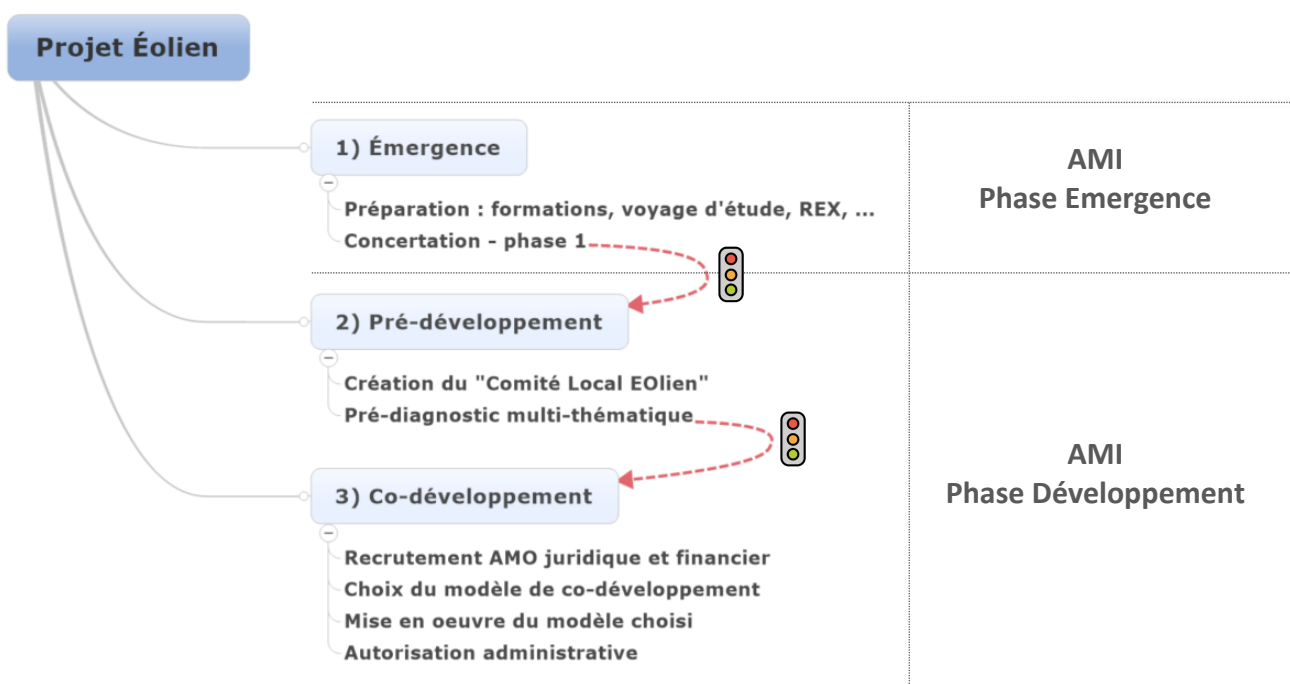 Projet Éolien
1) Émergence
Préparation : formations, voyage d'étude, REX, ...
Concertation - phase 1
AMI
Phase Emergence
2) Pré-développement
Création du "Comité Local EOlien"
Pré-diagnostic multi-thématique
3) Co-développement
Recrutement AMO juridique et financier
Choix du modèle de co-développement
Mise en oeuvre du modèle choisi
Autorisation administrative
AMI
Phase Développement